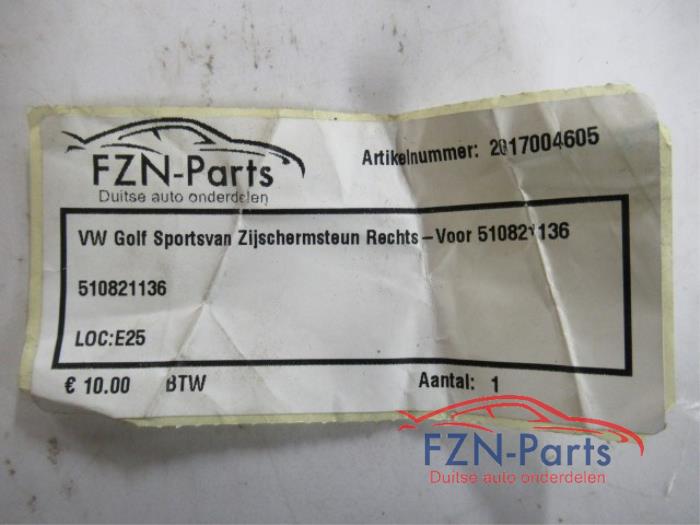 FZN-Parts
Duitse auto onderdelen
Artikelnummer: 2017004605
VW Golf Sportsvan Zijschermsteun Rechts-Voor 510821136
510821136
LOC:E25
€ 10.00 BTW Aantal: 1
FZN-Parts
Duitse auto onderdelen